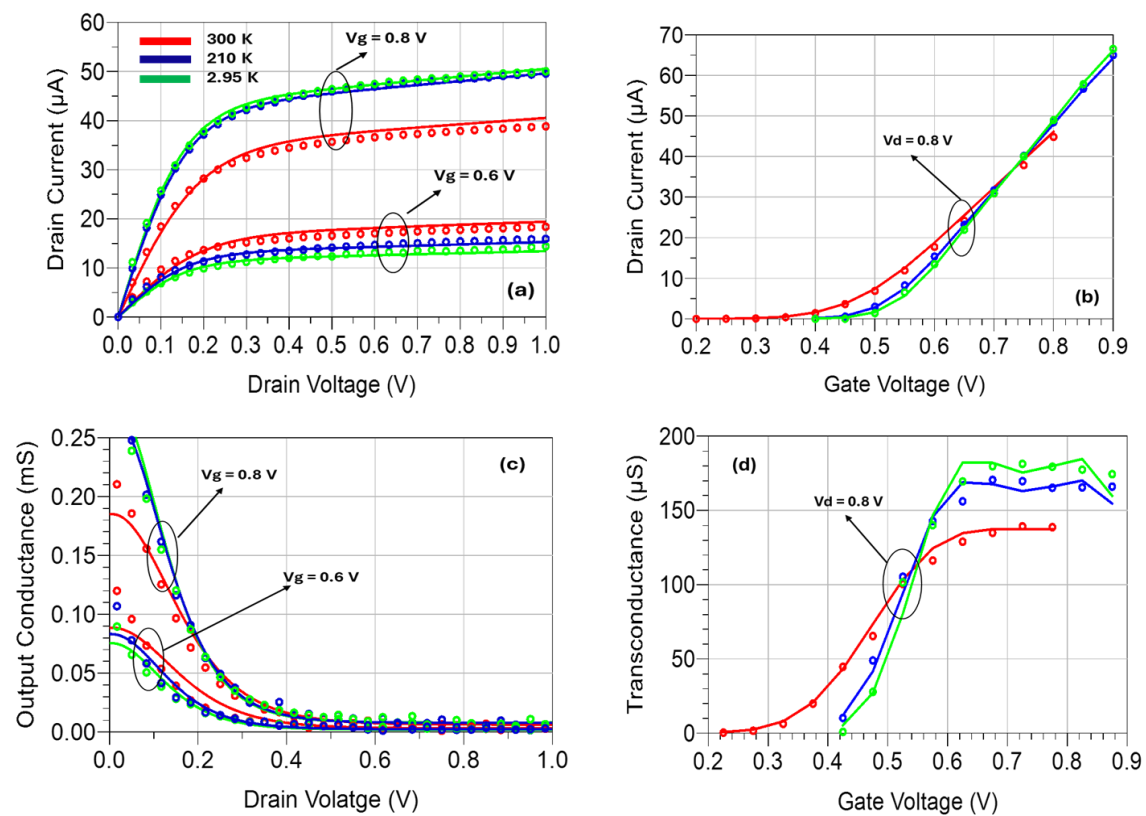 60
50
40
30
20
10
0
Drain Current (µA)
300 K
210 K
2.95 K
Vg = 0.8 V
Vg = 0.6 V
(a)
0.0 0.1 0.2 0.3 0.4 0.5 0.6 0.7 0.8 0.9 1.0
Drain Voltage (V)
70
60
50
40
30
20
10
0
Drain Current (µA)
Vd = 0.8 V
(b)
0.2 0.3 0.4 0.5 0.6 0.7 0.8 0.9
Gate Voltage (V)
0.25
0.20
0.15
0.10
0.05
0.00
Output Conductance (mS)
(c)
Vg = 0.8 V
Vg = 0.6 V
0.0 0.2 0.4 0.6 0.8 1.0
Drain Volatge (V)
200
150
100
50
0
Transconductance (µS)
(d)
Vd = 0.8 V
0.2 0.3 0.4 0.5 0.6 0.7 0.8 0.9
Gate Voltage (V)